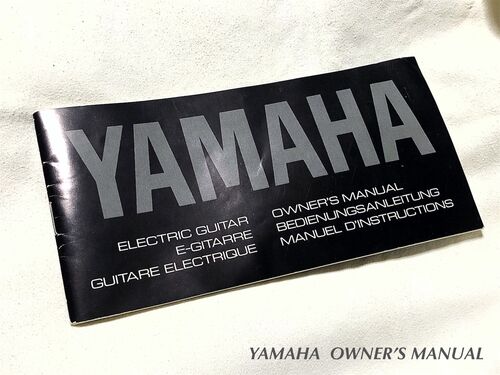 YAMAHA
ELECTRIC GUITAR OWNER'S MANUAL
E-GITARRE BEDIENUNGSANLEITUNG
GUITARE ELECTRIQUE MANUEL D'INSTRUCTIONS
YAMAHA OWNER'S MANUAL